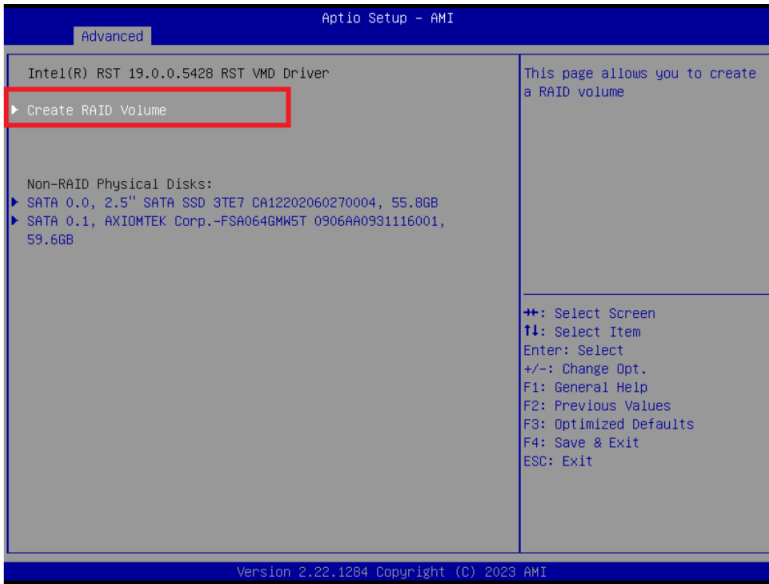 Aptio Setup – AMI
Advanced
Intel(R) RST 19.0.0.5428 RST VMD Driver
Create RAID Volume
Non-RAID Physical Disks:
SATA 0.0, 2.5" SATA SSD 3TE7 CA12202060270004, 55.8GB
SATA 0.1, AXIOMTEK Corp.-FSA064GMW5T 0906AA0931116001,
59.6GB
This page allows you to create
a RAID volume
→←: Select Screen
↑↓: Select Item
Enter: Select
+/-: Change Opt.
F1: General Help
F2: Previous Values
F3: Optimized Defaults
F4: Save & Exit
ESC: Exit
Version 2.22.1284 Copyright (C) 2023 AMI